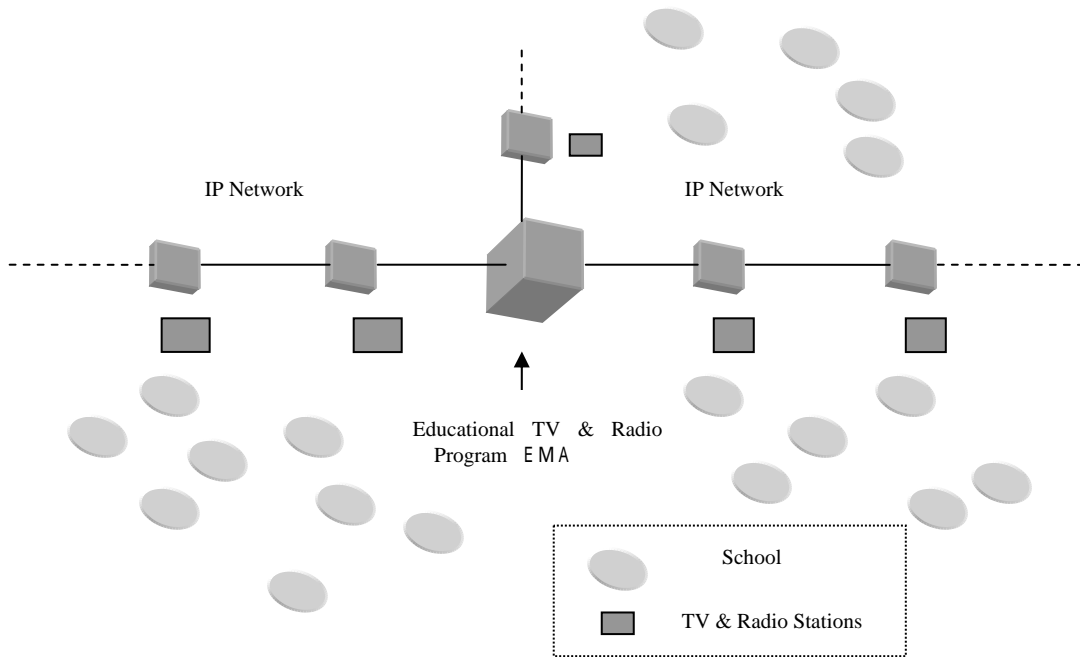 IP Network
IP Network
Educational TV & Radio
Program EMA
School
TV & Radio Stations